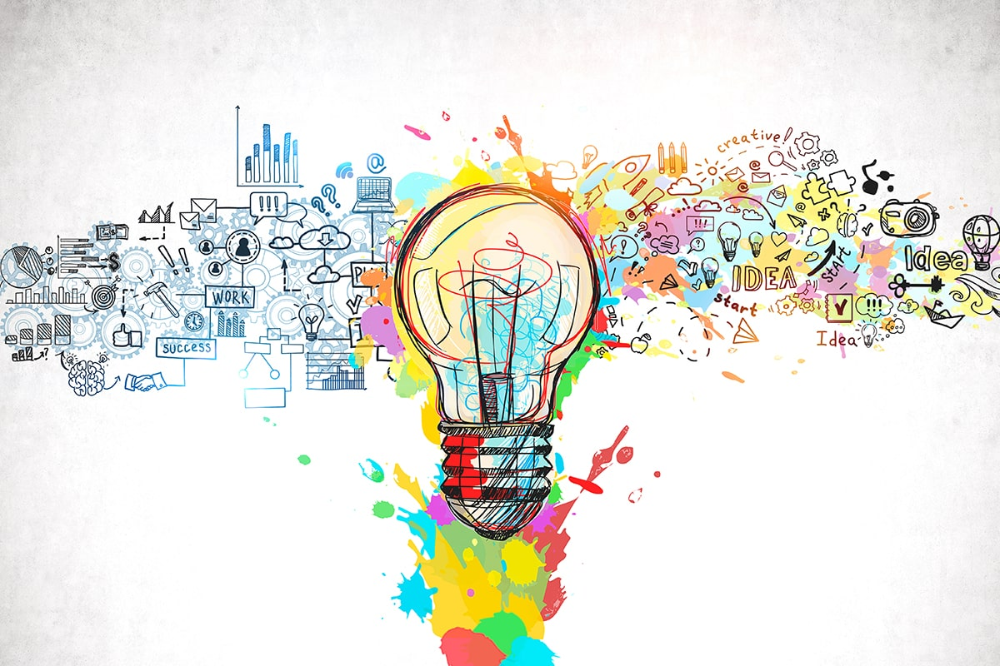 @
!!!
$
WORK
SUCCESS
creative!
@
!!!
IDEA
start
start
Idea
!!!
Idea